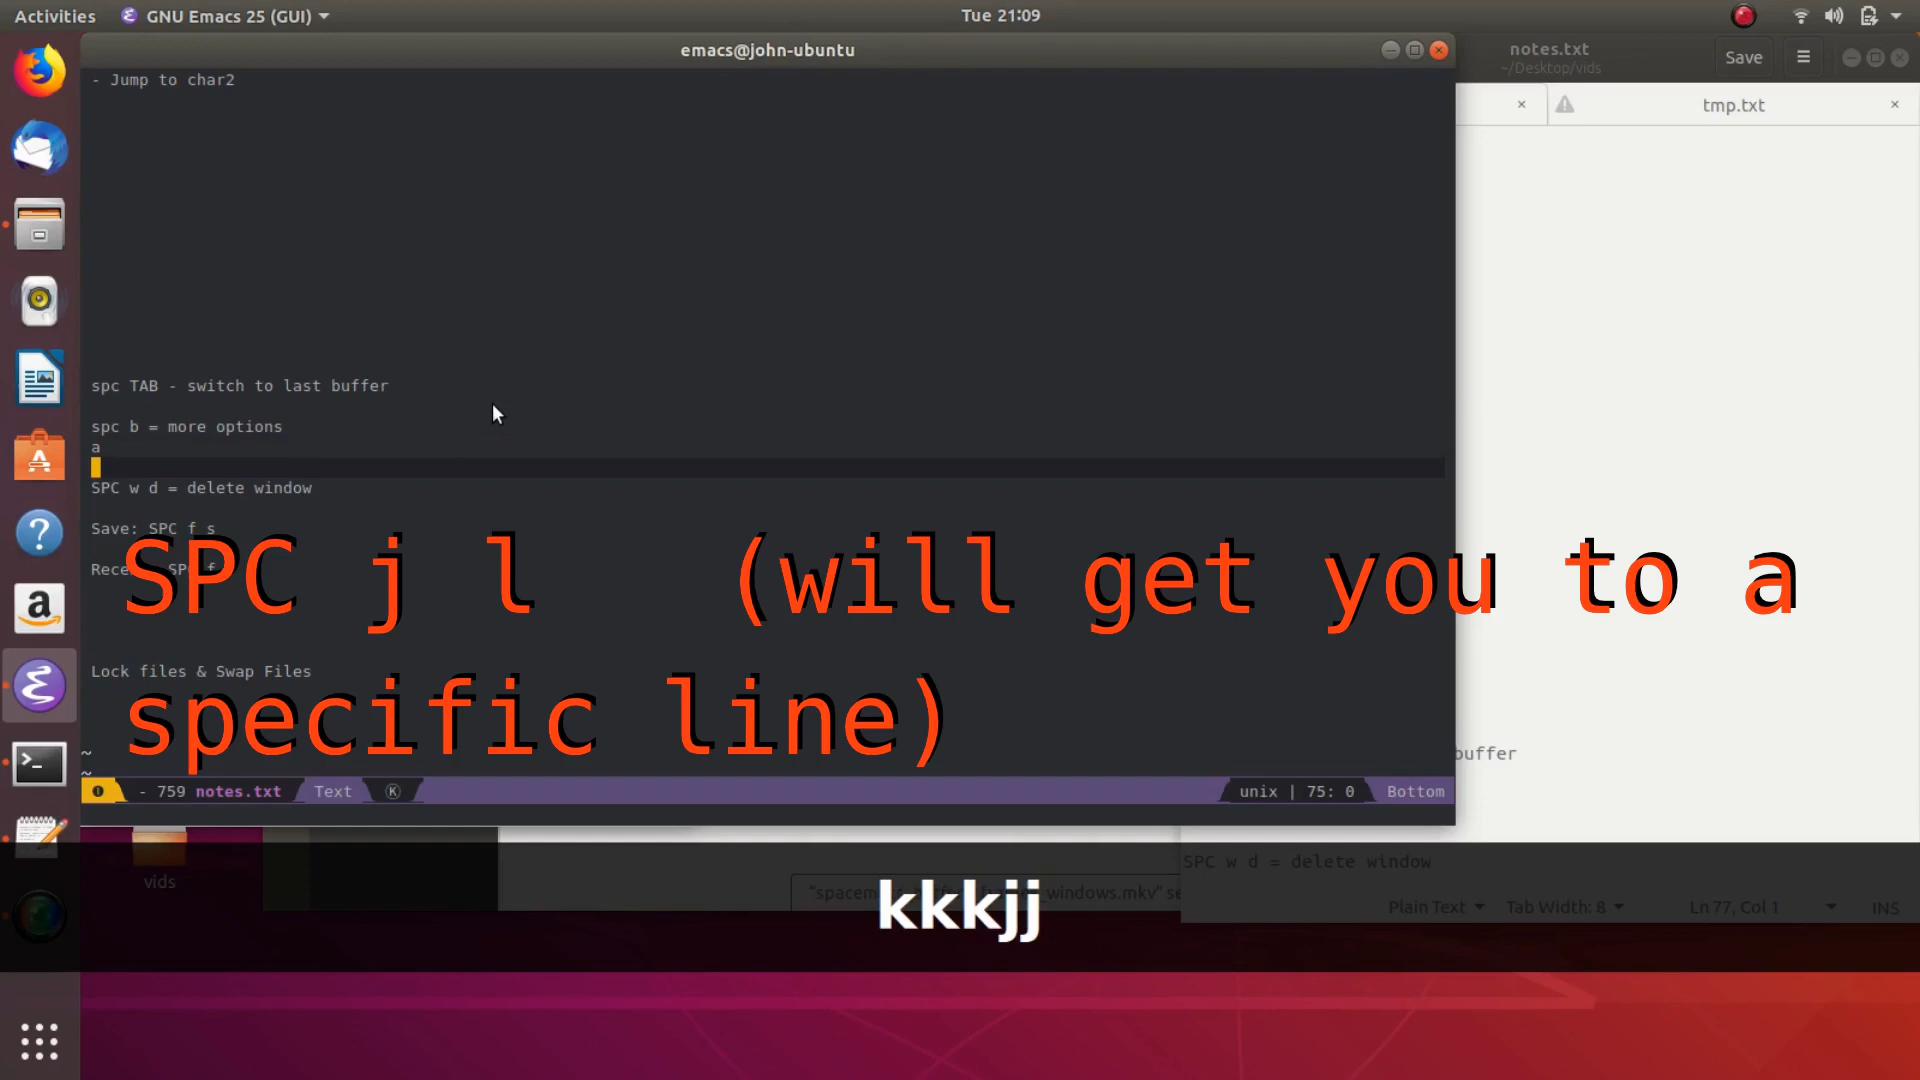 Activities GNU Emacs 25 (GUI) Tue 21:09
emacs@john-ubuntu
notes.txt
~/Desktop/vids
Save
tmp.txt
- Jump to char2
spc TAB - switch to last buffer
spc b = more options
a
SPC w d = delete window
Save: SPC f s
SPC j l (will get you to a
specific line)
Lock files & Swap Files
~
~
buffer
- 759 notes.txt Text K unix | 75: 0 Bottom
SPC w d = delete window
vids
kkkjj
Plain Text Tab Width: 8 Ln 77, Col 1 INS